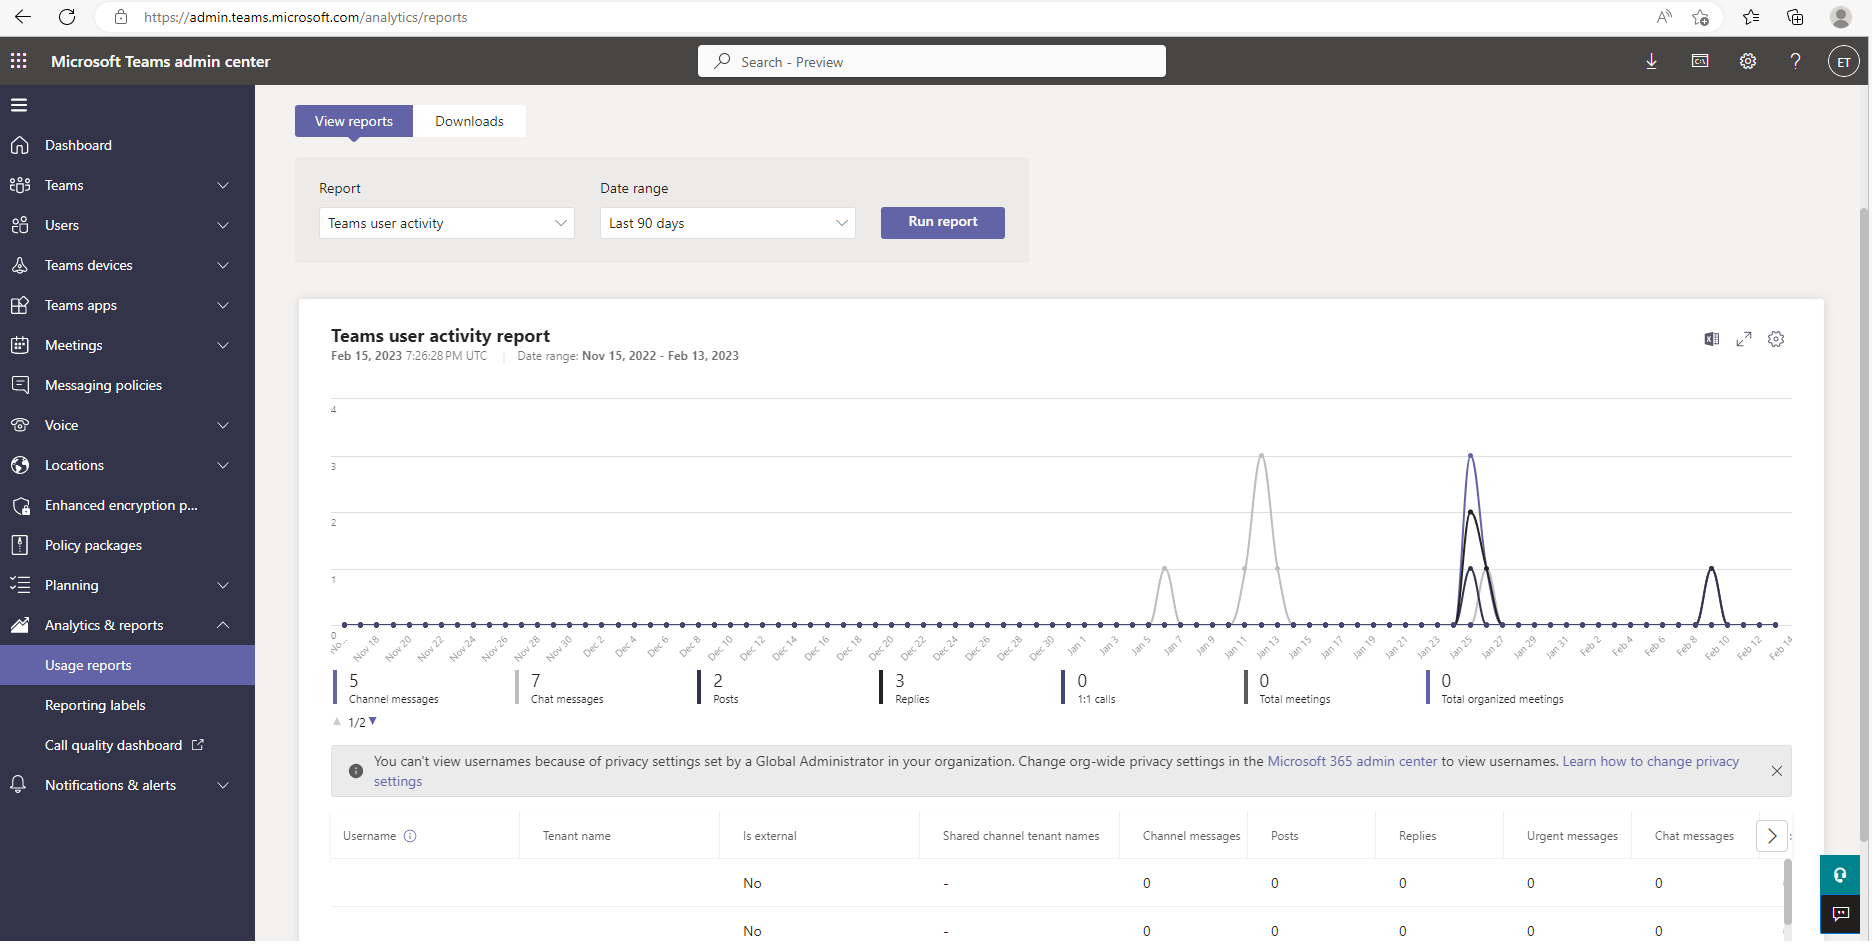 https://admin.teams.microsoft.com/analytics/reports
Microsoft Teams admin center
Search - Preview
ET
Dashboard
Teams
Users
Teams devices
Teams apps
Meetings
Messaging policies
Voice
Locations
Enhanced encryption p...
Policy packages
Planning
Analytics & reports
Usage reports
Reporting labels
Call quality dashboard
Notifications & alerts
View reports Downloads
Report Date range
Teams user activity Last 90 days Run report
Teams user activity report
Feb 15, 2023 7:26:28 PM UTC | Date range: Nov 15, 2022 - Feb 13, 2023
4
3
2
1
0
No... Nov 18 Nov 20 Nov 22 Nov 24 Nov 26 Nov 28 Nov 30 Dec 2 Dec 4 Dec 6 Dec 8 Dec 10 Dec 12 Dec 14 Dec 16 Dec 18 Dec 20 Dec 22 Dec 24 Dec 26 Dec 28 Dec 30 Jan 1 Jan 3 Jan 5 Jan 7 Jan 9 Jan 11 Jan 13 Jan 15 Jan 17 Jan 19 Jan 21 Jan 23 Jan 25 Jan 27 Jan 29 Jan 31 Feb 2 Feb 4 Feb 6 Feb 8 Feb 10 Feb 12 Feb 14
5 7 2 3 0 0 0
Channel messages Chat messages Posts Replies 1:1 calls Total meetings Total organized meetings
1/2
You can't view usernames because of privacy settings set by a Global Administrator in your organization. Change org-wide privacy settings in the Microsoft 365 admin center to view usernames. Learn how to change privacy
settings
Username Tenant name Is external Shared channel tenant names Channel messages Posts Replies Urgent messages Chat messages
No - 0 0 0 0 0
No - 0 0 0 0 0